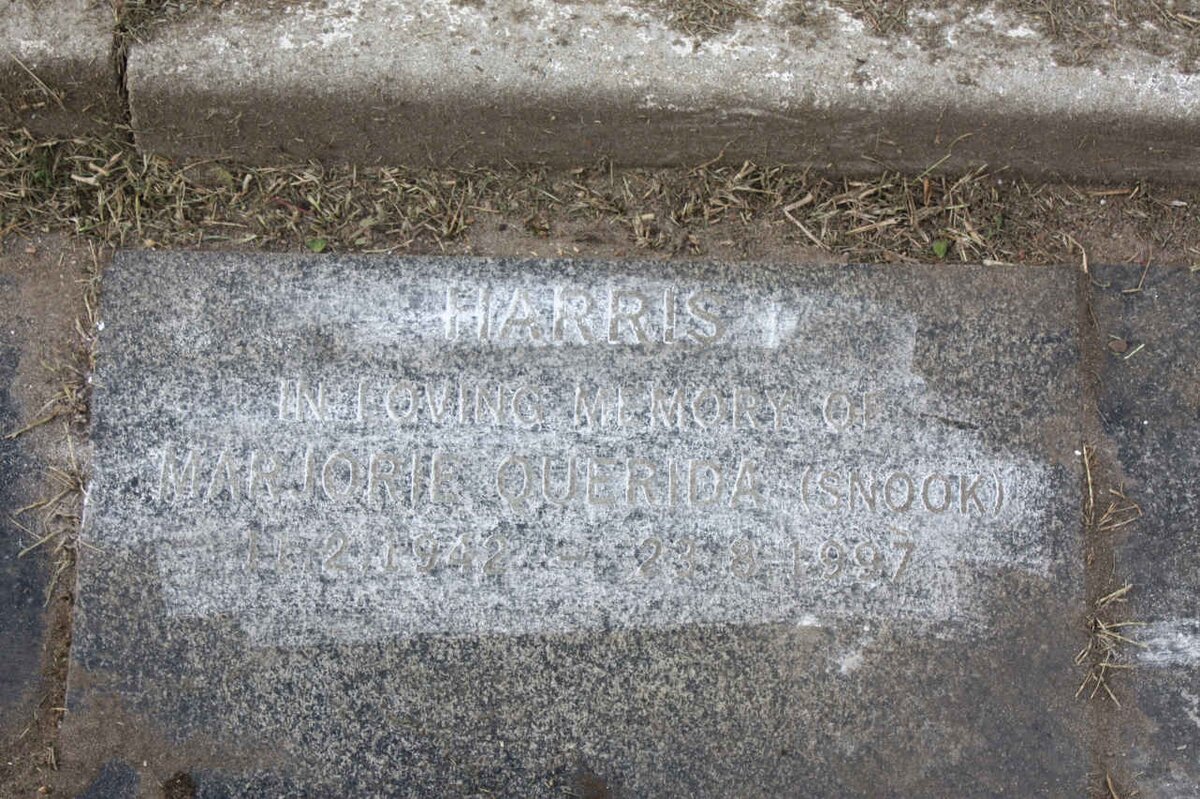 HARRIS
IN LOVING MEMORY OF
MARJORIE QUERIDA (SNOOK)
11.2.1942 – 23.8.1997